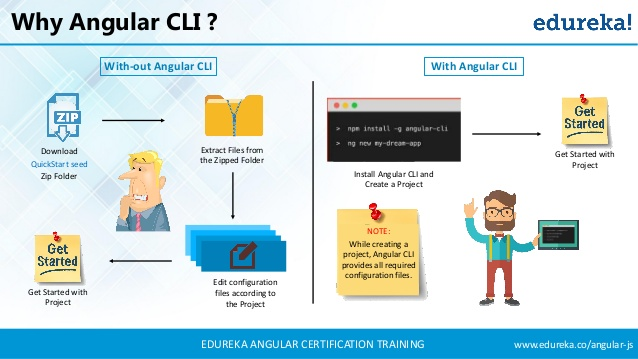 Why Angular CLI ?
edureka!
With-out Angular CLI
ZIP
Download
QuickStart seed
Zip Folder
Extract Files from
the Zipped Folder
Edit configuration
files according to
the Project
Get
Started
Get Started with
Project
With Angular CLI
> npm install -g angular-cli
> ng new my-dream-app
Install Angular CLI and
Create a Project
Get
Started
Get Started with
Project
NOTE:
While creating a
project, Angular CLI
provides all required
configuration files.
EDUREKA ANGULAR CERTIFICATION TRAINING
www.edureka.co/angular-js